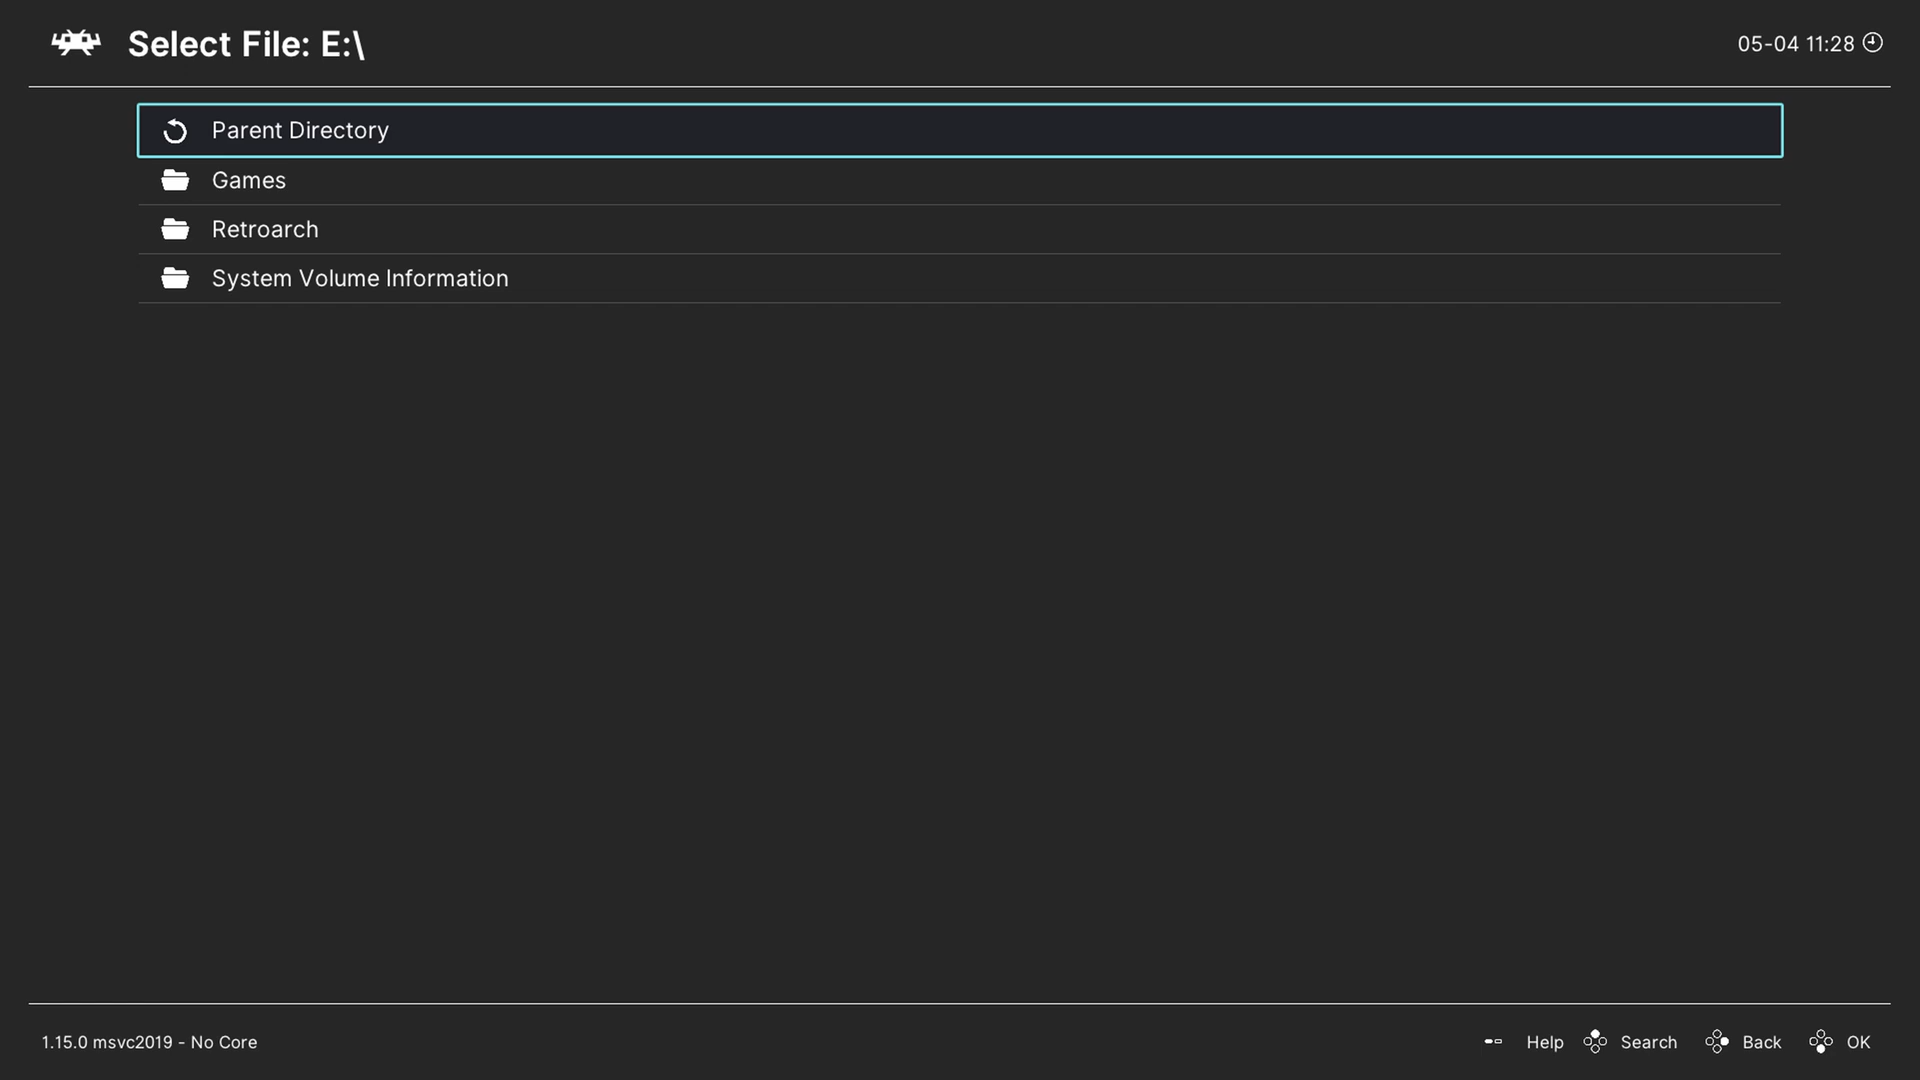 Select File: E:\
05-04 11:28
Parent Directory
Games
Retroarch
System Volume Information
1.15.0 msvc2019 - No Core
Help Search Back OK